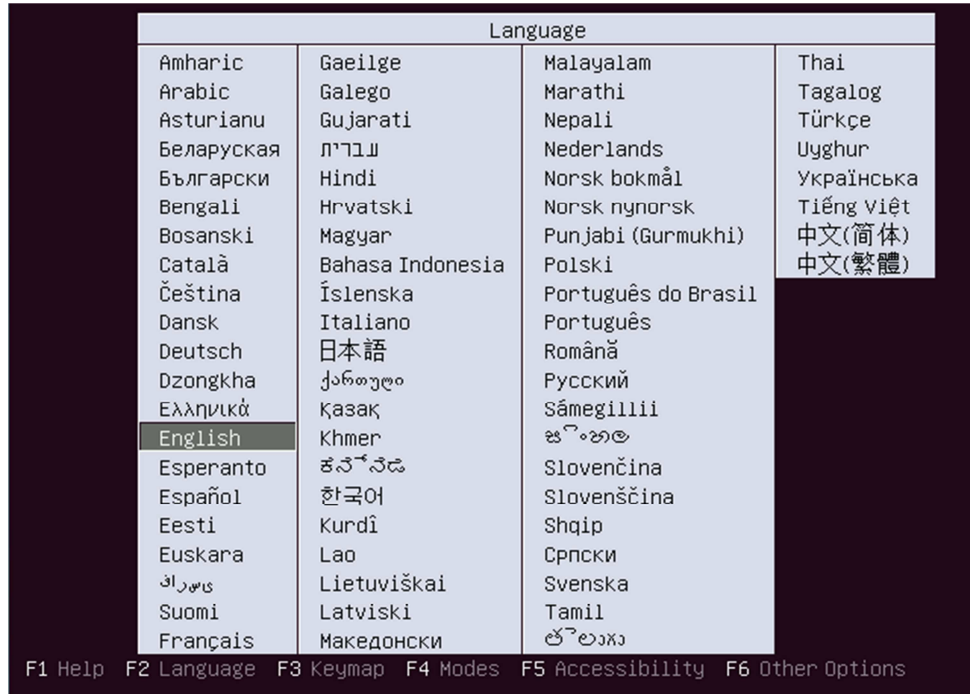 Language
Amharic
Arabic
Asturianu
Беларуская
Български
Bengali
Bosanski
Català
Čeština
Dansk
Deutsch
Dzongkha
Ελληνικά
English
Esperanto
Español
Eesti
Euskara
ﻰﺳﺭﺎﻓ
Suomi
Français
Gaeilge
Galego
Gujarati
עברית
Hindi
Hrvatski
Magyar
Bahasa Indonesia
Íslenska
Italiano
日本語
ქართული
Қазақ
Khmer
ಕನ್ನಡ
한국어
Kurdî
Lao
Lietuviškai
Latviski
Македонски
Malayalam
Marathi
Nepali
Nederlands
Norsk bokmål
Norsk nynorsk
Punjabi (Gurmukhi)
Polski
Português do Brasil
Português
Română
Русский
Sámegillii
සිංහල
Slovenčina
Slovenščina
Shqip
Српски
Svenska
Tamil
తెలుగు
Thai
Tagalog
Türkçe
Uyghur
Українська
Tiếng Việt
中文(简体)
中文(繁體)
F1 Help F2 Language F3 Keymap F4 Modes F5 Accessibility F6 Other Options